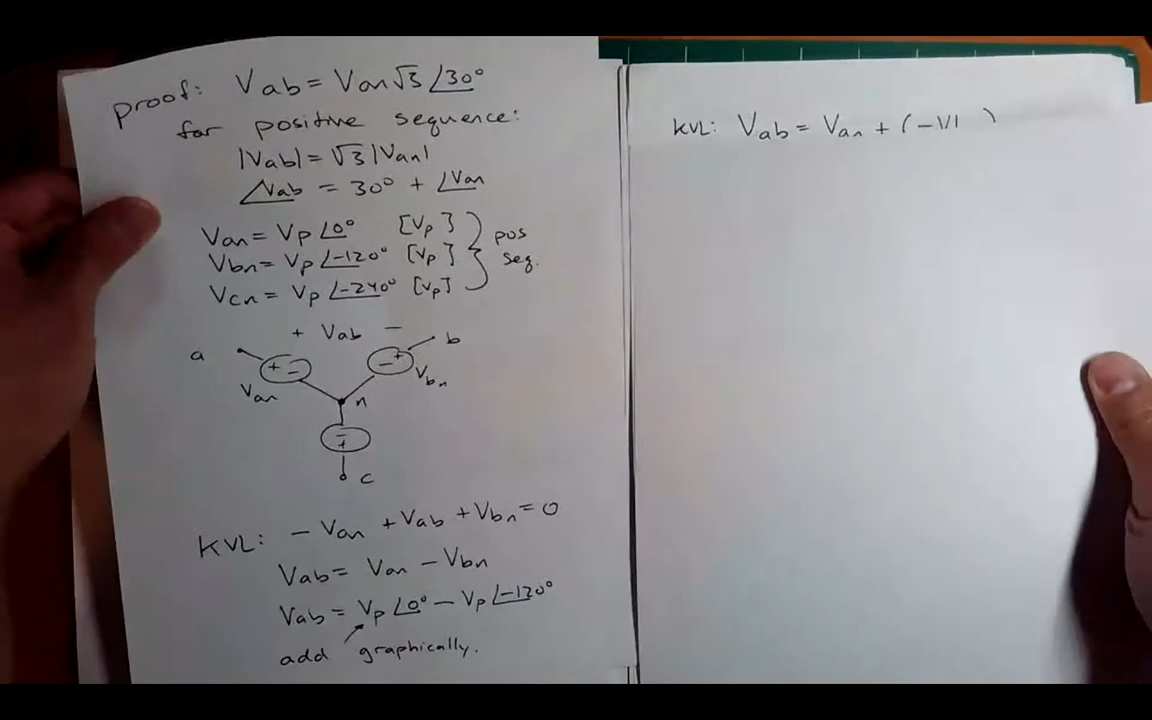 proof: Vab = Van√3 ∠30°
for positive sequence:
|Vab| = √3 |Van|
∠Vab = 30° + ∠Van
Van = Vp ∠0° [Vp]
Vbn = Vp ∠-120° [Vp]
Vcn = Vp ∠-240° [Vp]
pos
seq.
+ Vab -
a
b
+ -
- +
Van
Vbn
n
- +
c
KVL: - Van + Vab + Vbn = 0
Vab = Van - Vbn
Vab = Vp ∠0° - Vp ∠-120°
add graphically.
KVL: Vab = Van + (-    )